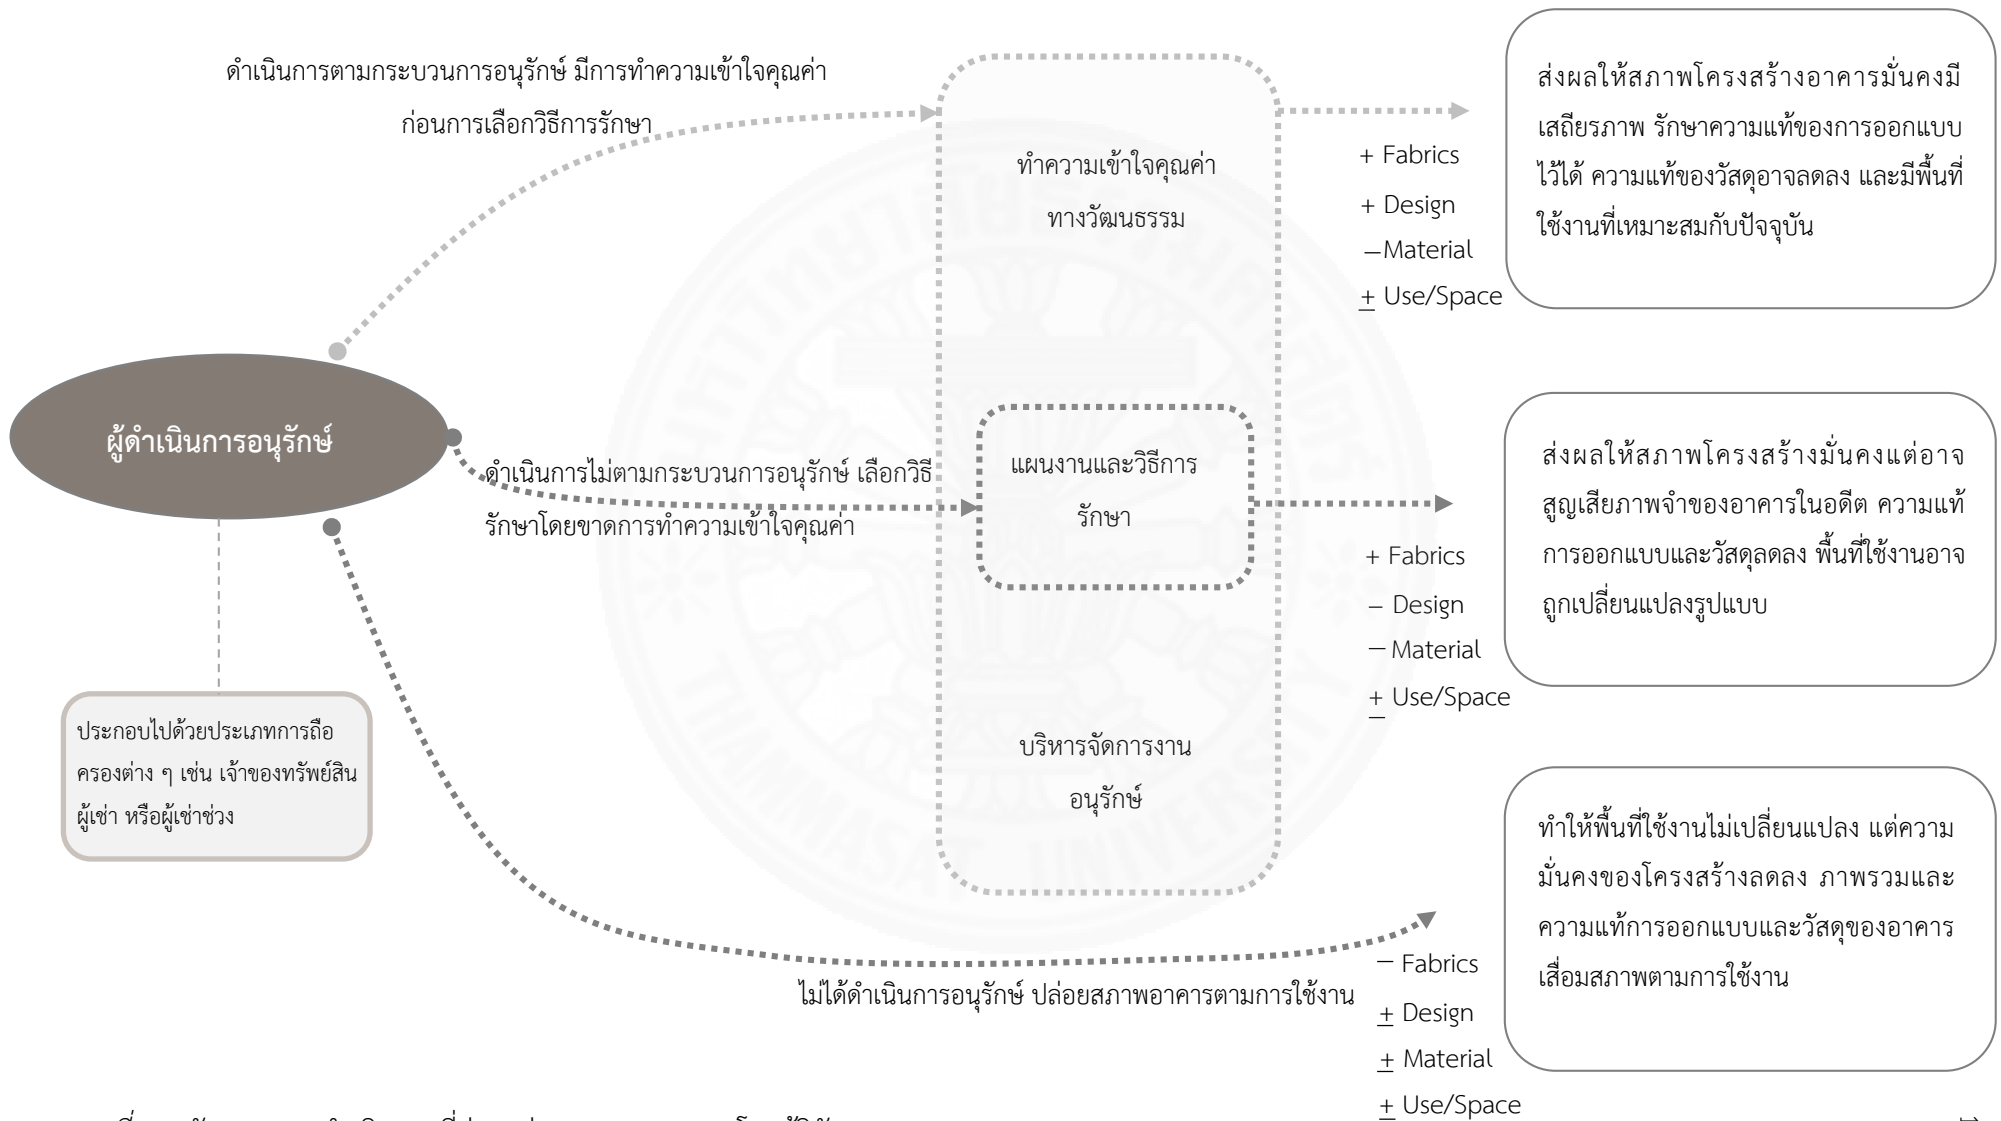 ดำเนินการตามกระบวนการอนุรักษ์ มีการทำความเข้าใจคุณค่า
ก่อนการเลือกวิธีการรักษา
ทำความเข้าใจคุณค่า
ทางวัฒนธรรม
+ Fabrics
+ Design
– Material
± Use/Space
ส่งผลให้สภาพโครงสร้างอาคารมั่นคงมี
เสถียรภาพ รักษาความแท้ของการออกแบบ
ไว้ได้ ความแท้ของวัสดุอาจลดลง และมีพื้นที่
ใช้งานที่เหมาะสมกับปัจจุบัน
ผู้ดำเนินการอนุรักษ์
ดำเนินการไม่ตามกระบวนการอนุรักษ์ เลือกวิธี
รักษาโดยขาดการทำความเข้าใจคุณค่า
แผนงานและวิธีการ
รักษา
+ Fabrics
– Design
– Material
± Use/Space
ส่งผลให้สภาพโครงสร้างมั่นคงแต่อาจ
สูญเสียภาพจำของอาคารในอดีต ความแท้
การออกแบบและวัสดุลดลง พื้นที่ใช้งานอาจ
ถูกเปลี่ยนแปลงรูปแบบ
ประกอบไปด้วยประเภทการถือ
ครองต่าง ๆ เช่น เจ้าของทรัพย์สิน
ผู้เช่า หรือผู้เช่าช่วง
บริหารจัดการงาน
อนุรักษ์
ไม่ได้ดำเนินการอนุรักษ์ ปล่อยสภาพอาคารตามการใช้งาน
– Fabrics
± Design
± Material
± Use/Space
ทำให้พื้นที่ใช้งานไม่เปลี่ยนแปลง แต่ความ
มั่นคงของโครงสร้างลดลง ภาพรวมและ
ความแท้การออกแบบและวัสดุของอาคาร
เสื่อมสภาพตามการใช้งาน
THAMMASAT UNIVERSITY